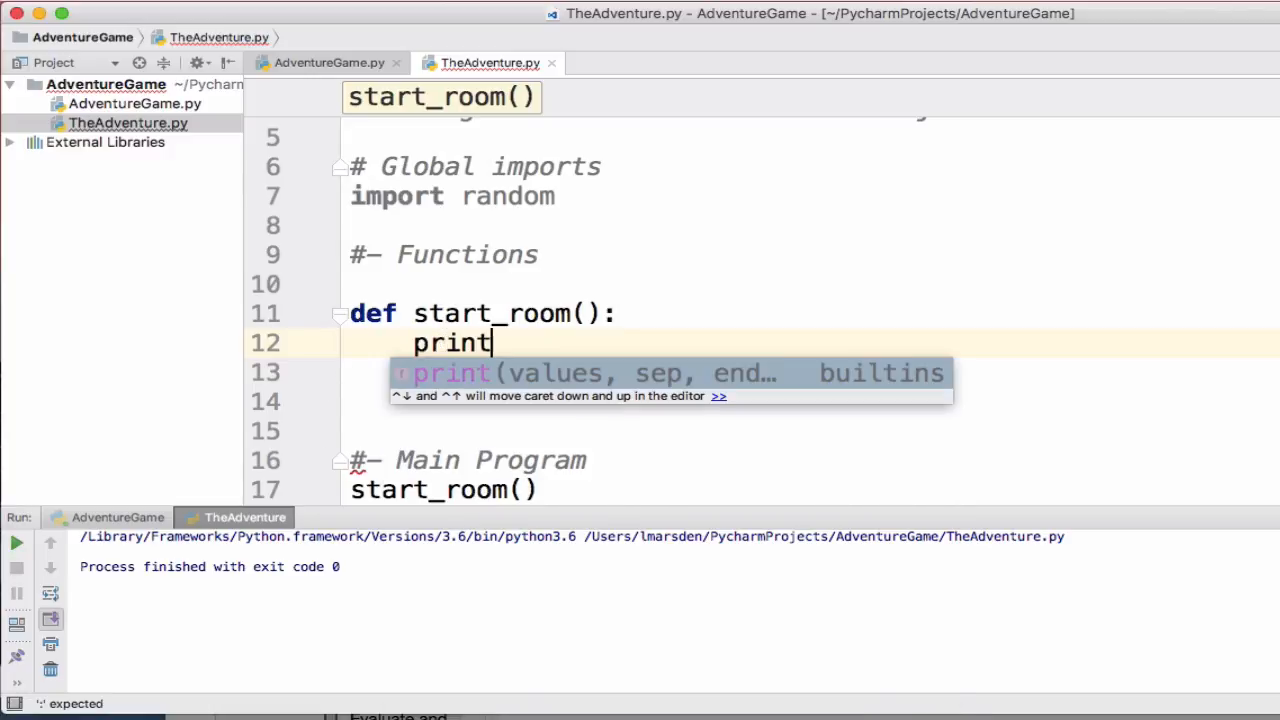 TheAdventure.py - AdventureGame - [~/PycharmProjects/AdventureGame]
AdventureGame TheAdventure.py
Project AdventureGame.py × TheAdventure.py ×
AdventureGame ~/Pycharm
AdventureGame.py
TheAdventure.py
External Libraries
start_room()
5
6 # Global imports
7 import random
8
9 #- Functions
10
11 def start_room():
12 print
13 print(values, sep, end… builtins
^↓ and ^↑ will move caret down and up in the editor >>
14
15
16 #- Main Program
17 start_room()
Run: AdventureGame TheAdventure
/Library/Frameworks/Python.framework/Versions/3.6/bin/python3.6 /Users/lmarsden/PycharmProjects/AdventureGame/TheAdventure.py
Process finished with exit code 0
':' expected
Evaluate and